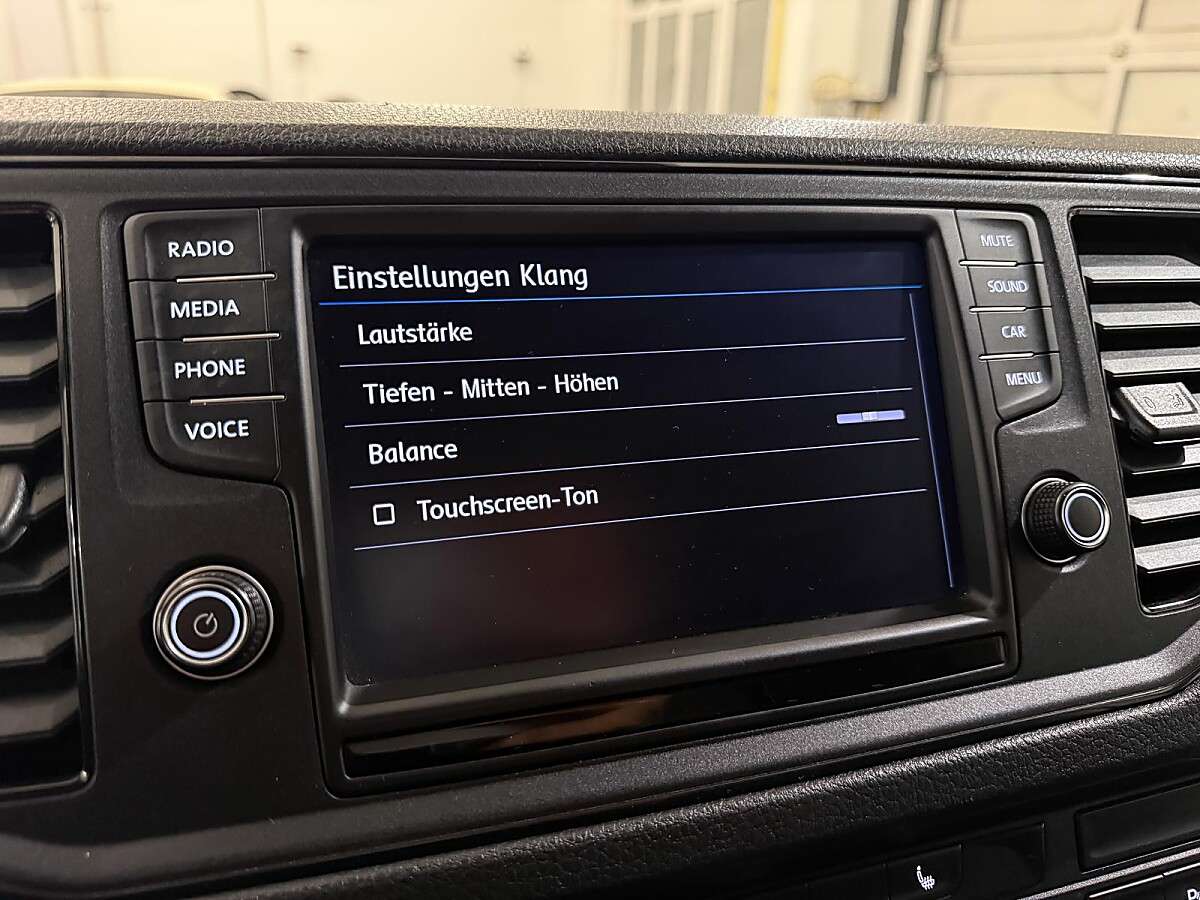 RADIO
MEDIA
PHONE
VOICE
Einstellungen Klang
Lautstärke
Tiefen - Mitten - Höhen
Balance
Touchscreen-Ton
MUTE
SOUND
CAR
MENU